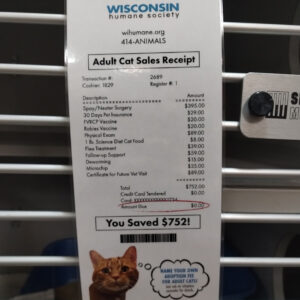 WISCONSIN
humane society
wihumane.org
414-ANIMALS
Adult Cat Sales Receipt
Transaction #: 2689
Cashier: 1829 Register #: 1
Description Amount
Spay/Neuter Surgery $395.00
30 Days Pet Insurance $29.00
FVRCP Vaccine $20.00
Rabies Vaccine $20.00
Physical Exam $89.00
1 lb. Science Diet Cat Food $8.00
Flea Treatment $39.00
Follow-up Support $59.00
Deworming $15.00
Microchip $35.00
Certificate for Future Vet Visit $89.00
Total $752.00
Credit Card Tendered $0.00
Amount Due $0.00
You Saved $752!
NAME YOUR OWN
ADOPTION FEE
FOR ADULT CATS!
S